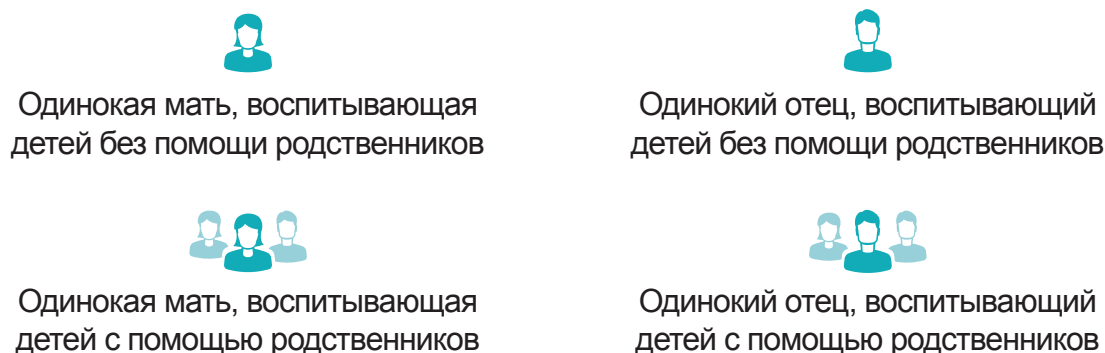 Одинокая мать, воспитывающая
детей без помощи родственников
Одинокий отец, воспитывающий
детей без помощи родственников
Одинокая мать, воспитывающая
детей с помощью родственников
Одинокий отец, воспитывающий
детей с помощью родственников